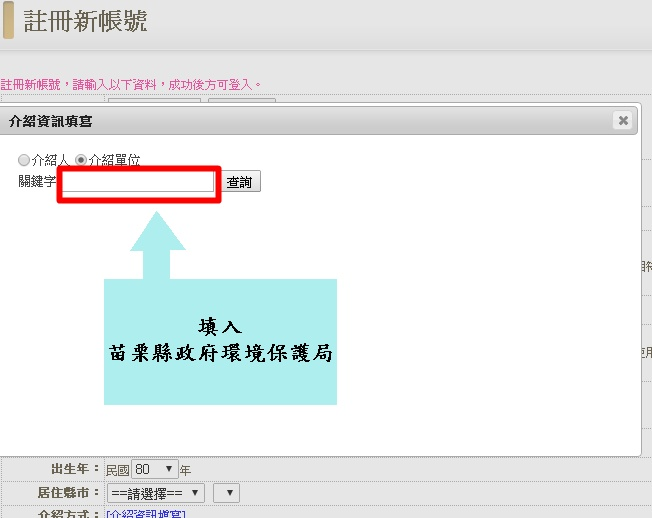 註冊新帳號
註冊新帳號，請輸入以下資料，成功後方可登入。
介紹資訊填寫
介紹人 介紹單位
關鍵字 查詢
填入
苗栗縣政府環境保護局
出生年： 民國 80 年
居住縣市： ==請選擇==
介紹方式： [介紹資訊填寫]